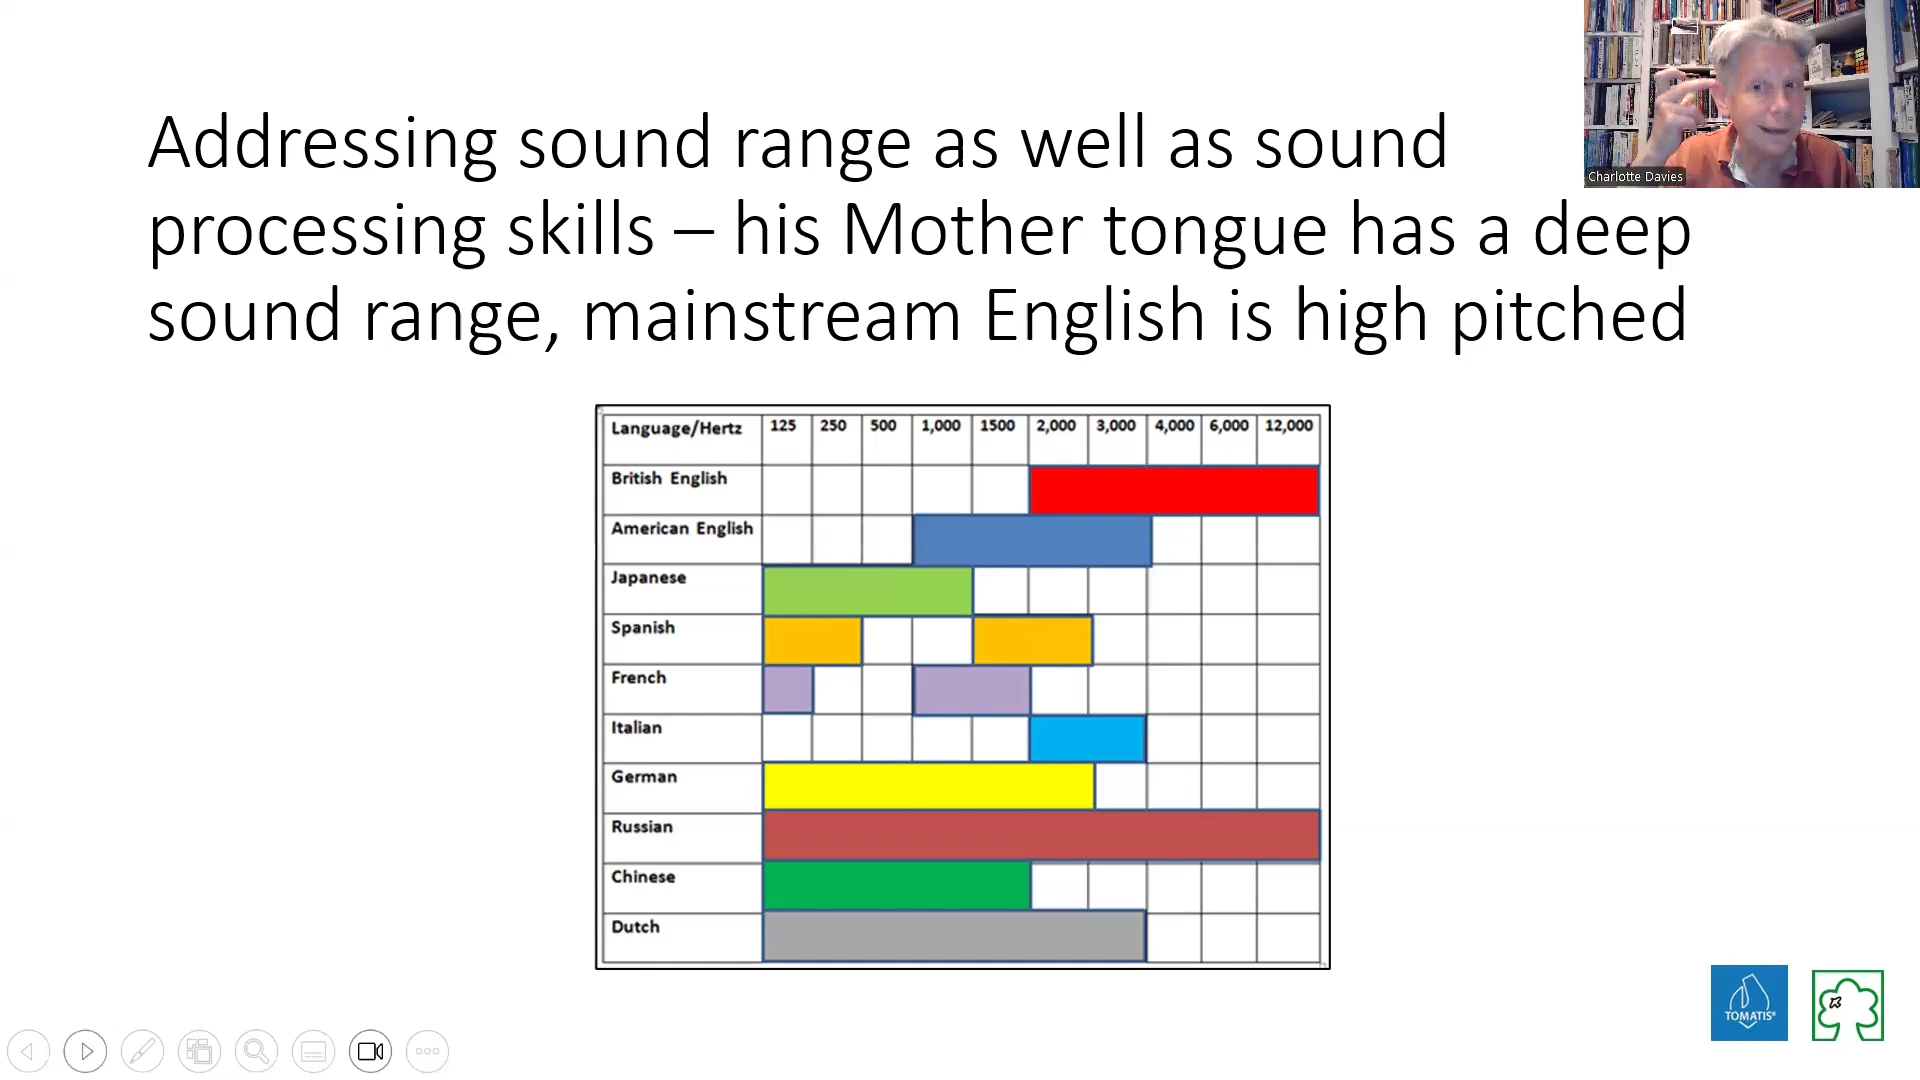 Addressing sound range as well as sound
processing skills – his Mother tongue has a deep
sound range, mainstream English is high pitched
Charlotte Davies
Language/Hertz 125 250 500 1,000 1500 2,000 3,000 4,000 6,000 12,000
British English
American English
Japanese
Spanish
French
Italian
German
Russian
Chinese
Dutch
TOMATIS®